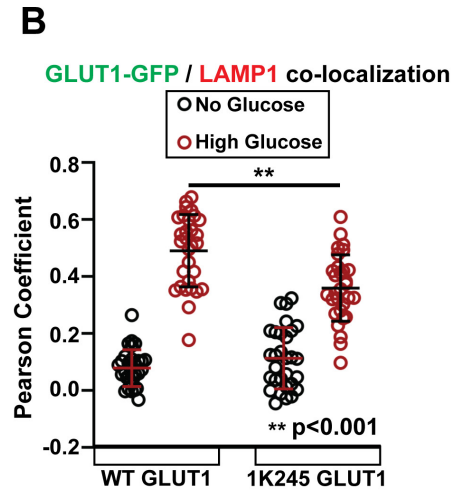 B
GLUT1-GFP / LAMP1 co-localization
No Glucose
High Glucose
**
0.8
0.6
0.4
0.2
0.0
-0.2
Pearson Coefficient
** p<0.001
WT GLUT1
1K245 GLUT1